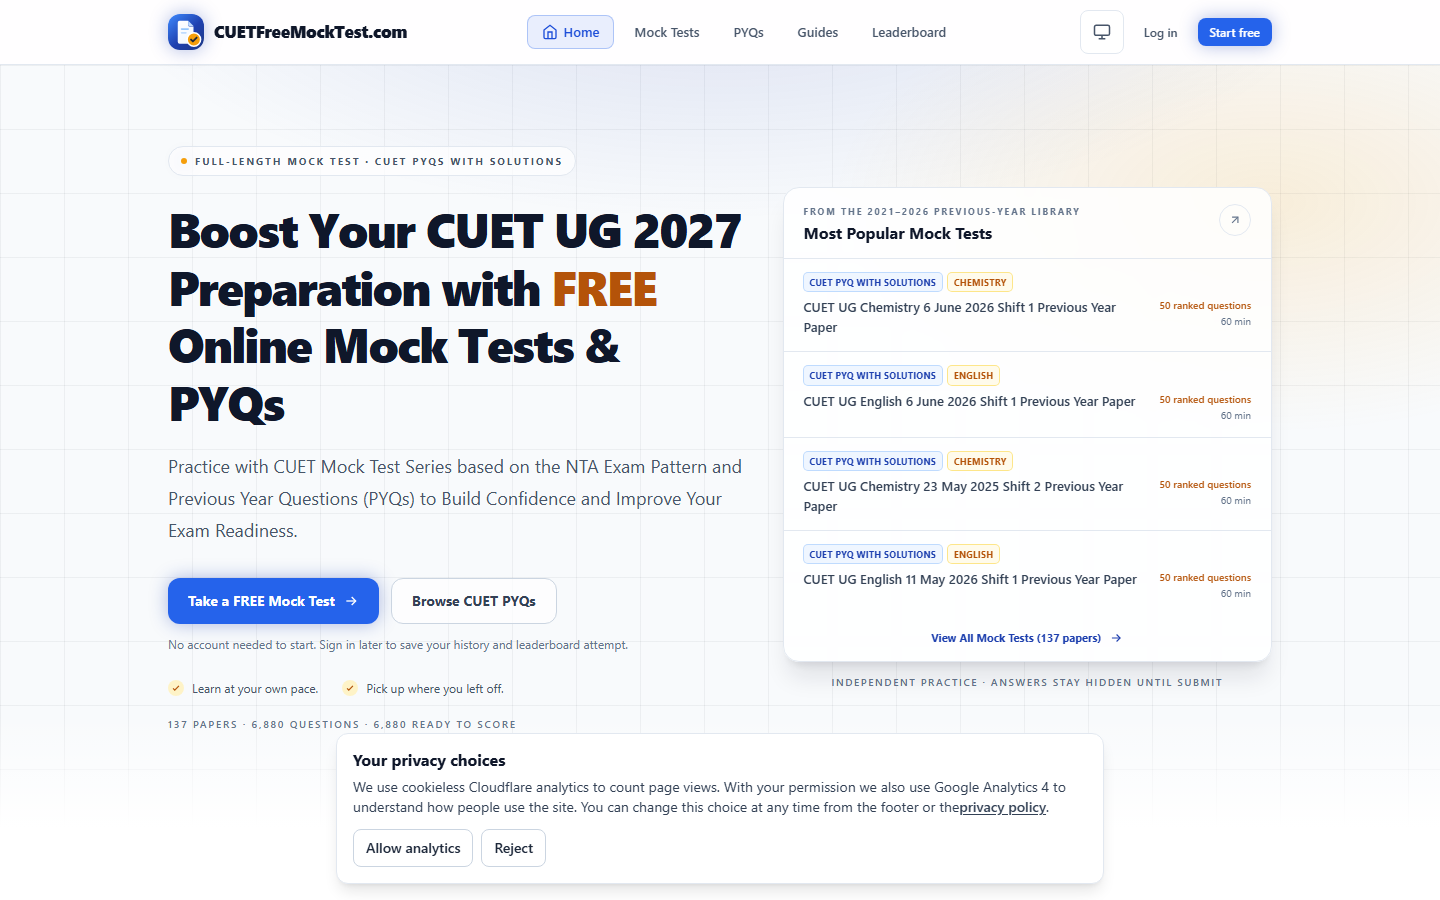 CUETFreeMockTest.com
Home
Mock Tests
PYQs
Guides
Leaderboard
Log in
Start free
FULL-LENGTH MOCK TEST • CUET PYQS WITH SOLUTIONS
Boost Your CUET UG 2027
Preparation with FREE
Online Mock Tests &
PYQs
Practice with CUET Mock Test Series based on the NTA Exam Pattern and
Previous Year Questions (PYQs) to Build Confidence and Improve Your
Exam Readiness.
Take a FREE Mock Test →
Browse CUET PYQs
No account needed to start. Sign in later to save your history and leaderboard attempt.
Learn at your own pace.
Pick up where you left off.
137 PAPERS · 6,880 QUESTIONS · 6,880 READY TO SCORE
FROM THE 2021–2026 PREVIOUS-YEAR LIBRARY
Most Popular Mock Tests
CUET PYQ WITH SOLUTIONS
CHEMISTRY
CUET UG Chemistry 6 June 2026 Shift 1 Previous Year
Paper
50 ranked questions
60 min
CUET PYQ WITH SOLUTIONS
ENGLISH
CUET UG English 6 June 2026 Shift 1 Previous Year Paper
50 ranked questions
60 min
CUET PYQ WITH SOLUTIONS
CHEMISTRY
CUET UG Chemistry 23 May 2025 Shift 2 Previous Year
Paper
50 ranked questions
60 min
CUET PYQ WITH SOLUTIONS
ENGLISH
CUET UG English 11 May 2026 Shift 1 Previous Year Paper
50 ranked questions
60 min
View All Mock Tests (137 papers) →
INDEPENDENT PRACTICE · ANSWERS STAY HIDDEN UNTIL SUBMIT
Your privacy choices
We use cookieless Cloudflare analytics to count page views. With your permission we also use Google Analytics 4 to
understand how people use the site. You can change this choice at any time from the footer or theprivacy policy.
Allow analytics
Reject